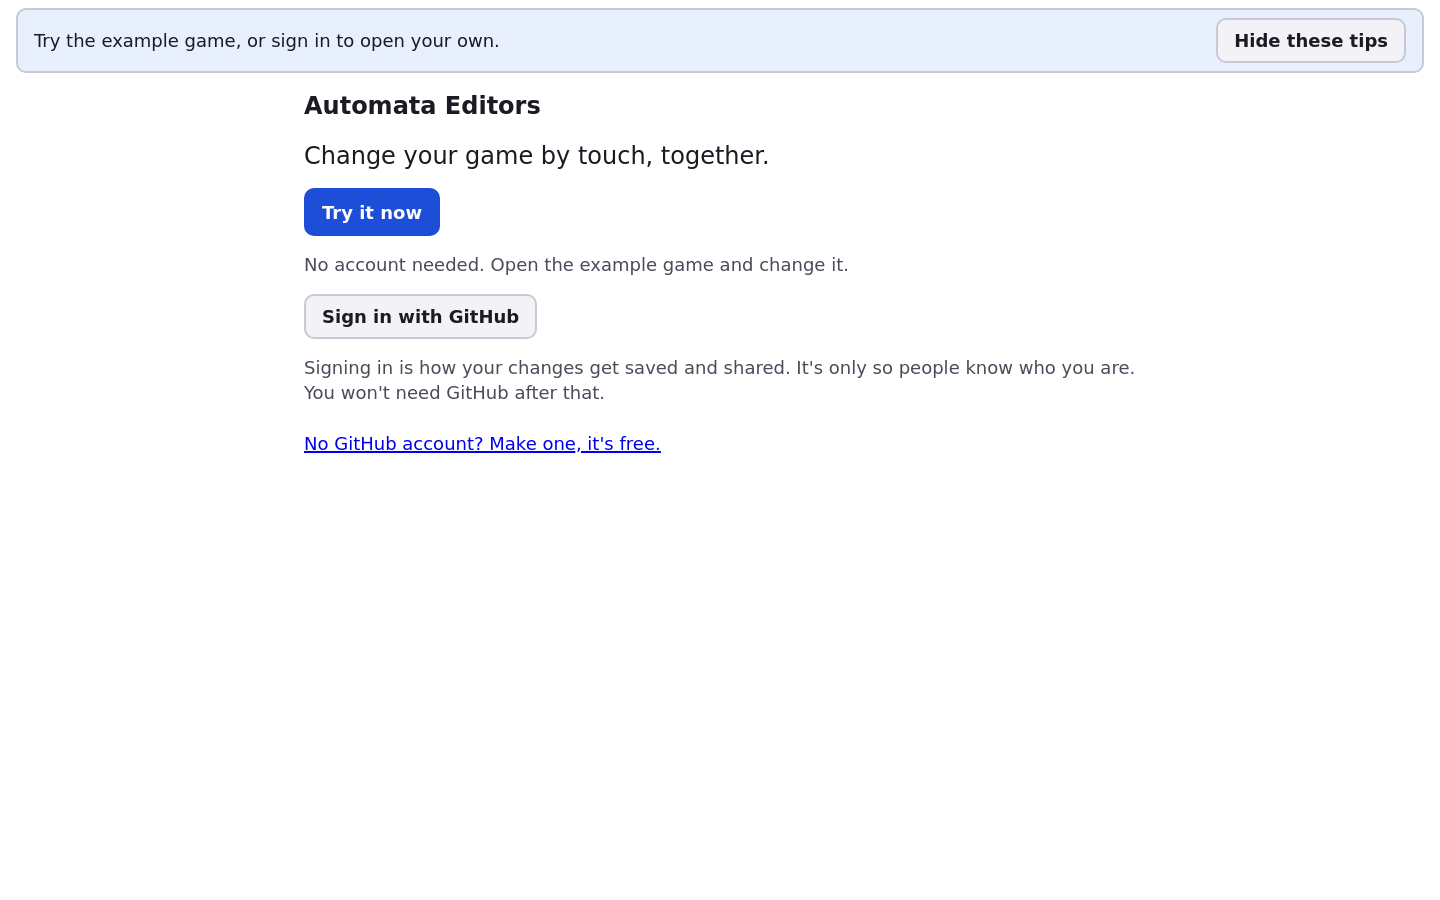 Try the example game, or sign in to open your own.
Hide these tips
Automata Editors
Change your game by touch, together.
Try it now
No account needed. Open the example game and change it.
Sign in with GitHub
Signing in is how your changes get saved and shared. It's only so people know who you are.
You won't need GitHub after that.
No GitHub account? Make one, it's free.